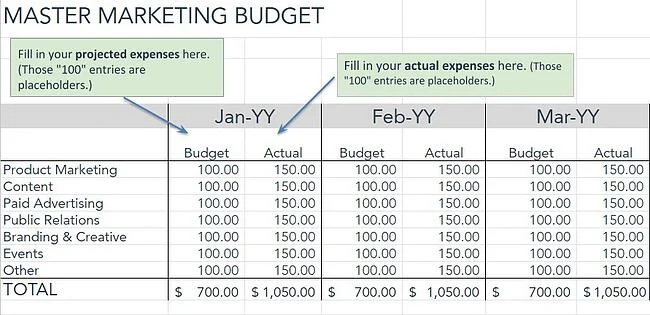 MASTER MARKETING BUDGET
Fill in your projected expenses here.
(Those "100" entries are
placeholders.)
Fill in your actual expenses here. (Those
"100" entries are placeholders.)
Jan-YY Feb-YY Mar-YY
Budget Actual Budget Actual Budget Actual
Product Marketing 100.00 150.00 100.00 150.00 100.00 150.00
Content 100.00 150.00 100.00 150.00 100.00 150.00
Paid Advertising 100.00 150.00 100.00 150.00 100.00 150.00
Public Relations 100.00 150.00 100.00 150.00 100.00 150.00
Branding & Creative 100.00 150.00 100.00 150.00 100.00 150.00
Events 100.00 150.00 100.00 150.00 100.00 150.00
Other 100.00 150.00 100.00 150.00 100.00 150.00
TOTAL $ 700.00 $ 1,050.00 $ 700.00 $ 1,050.00 $ 700.00 $ 1,050.00